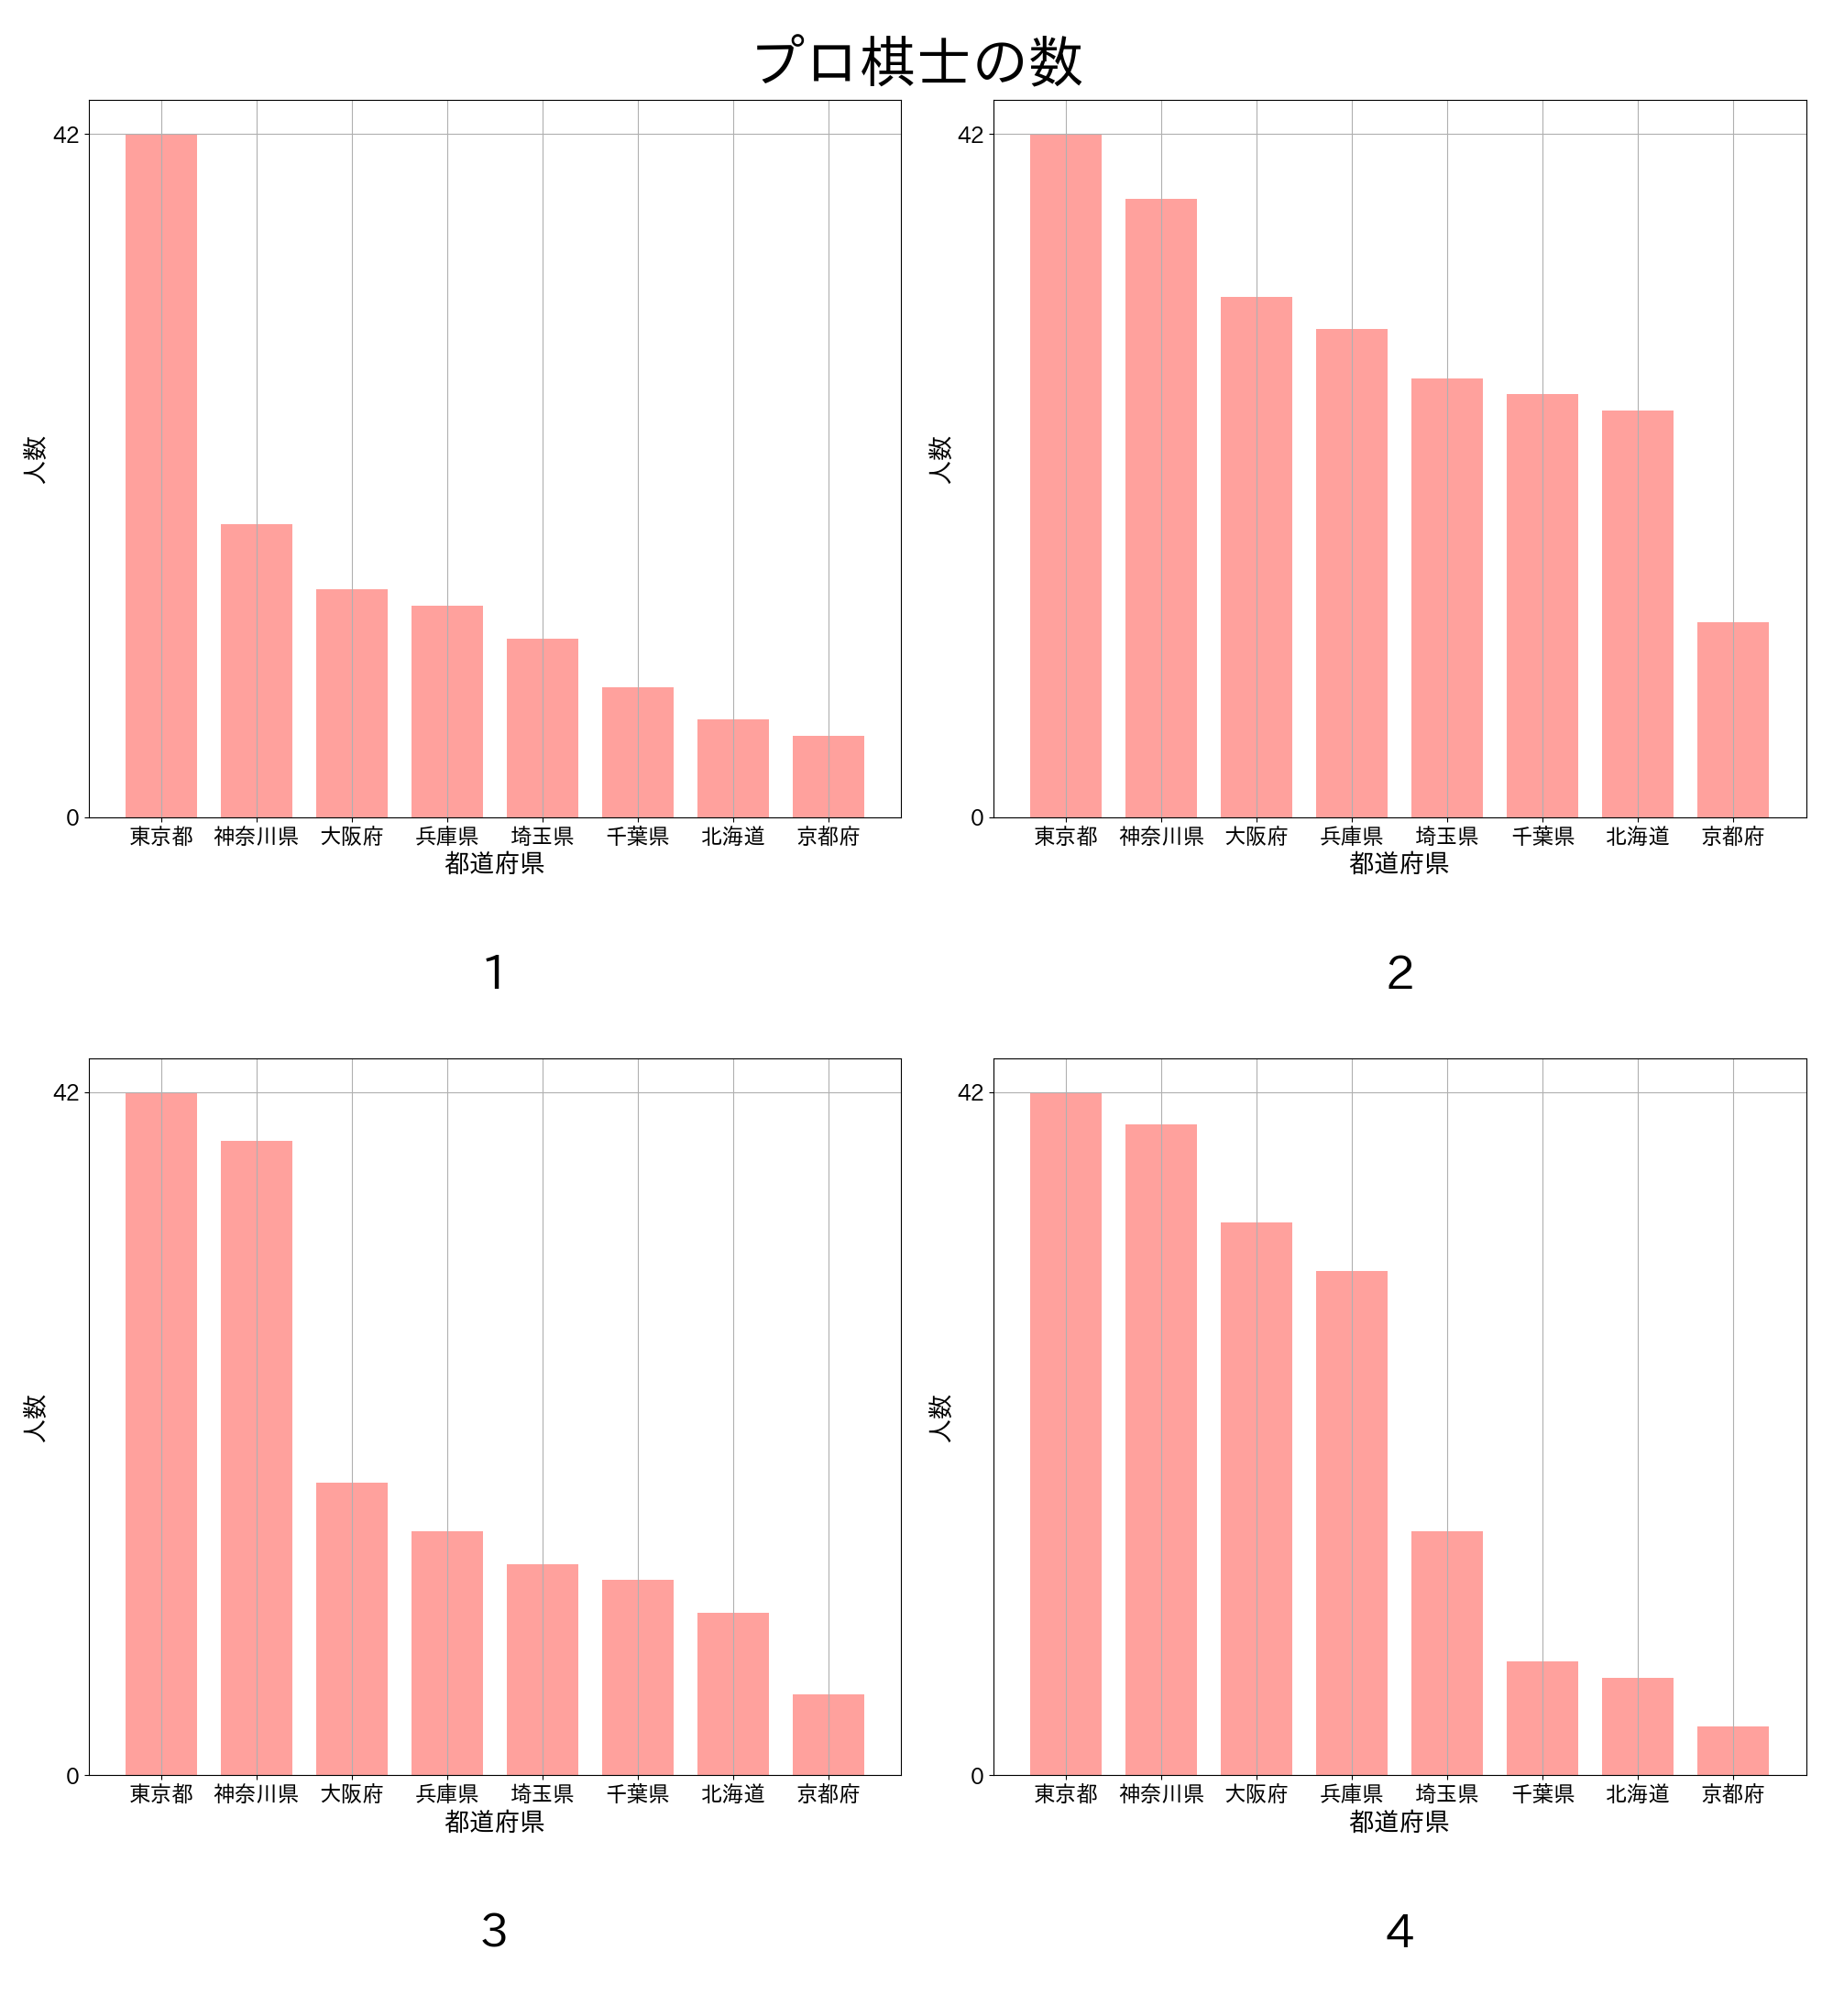 プロ棋士の数
42
0
人数
東京都 神奈川県 大阪府 兵庫県 埼玉県 千葉県 北海道 京都府
都道府県
1
42
0
人数
東京都 神奈川県 大阪府 兵庫県 埼玉県 千葉県 北海道 京都府
都道府県
2
42
0
人数
東京都 神奈川県 大阪府 兵庫県 埼玉県 千葉県 北海道 京都府
都道府県
3
42
0
人数
東京都 神奈川県 大阪府 兵庫県 埼玉県 千葉県 北海道 京都府
都道府県
4